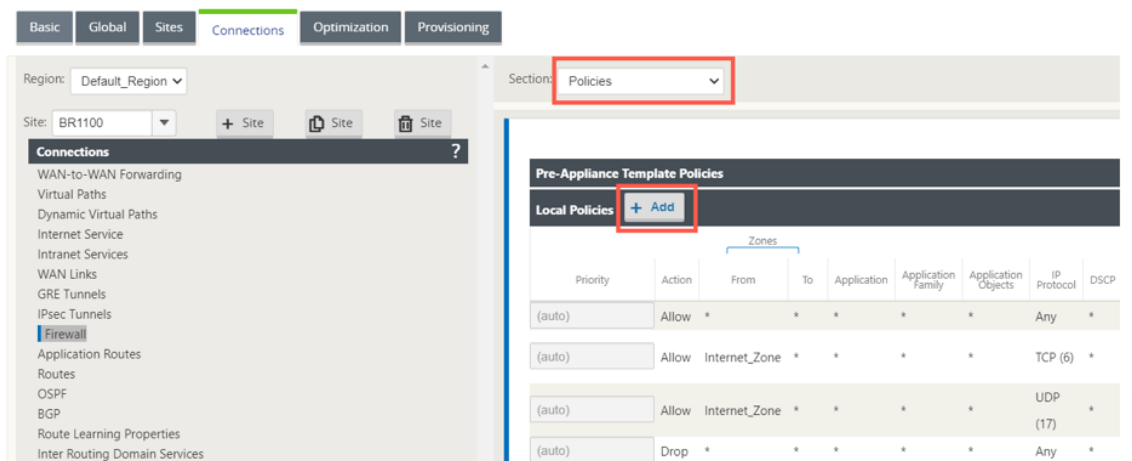 Basic Global Sites Connections Optimization Provisioning
Region: Default_Region
Section: Policies
Site: BR1100 + Site Site Site
Connections ?
WAN-to-WAN Forwarding
Virtual Paths
Dynamic Virtual Paths
Internet Service
Intranet Services
WAN Links
GRE Tunnels
IPsec Tunnels
Firewall
Application Routes
Routes
OSPF
BGP
Route Learning Properties
Inter Routing Domain Services
Pre-Appliance Template Policies
Local Policies + Add
Zones
Priority Action From To Application Application Family Application Objects IP Protocol DSCP
(auto) Allow * * * * * Any *
(auto) Allow Internet_Zone * * * * TCP (6) *
(auto) Allow Internet_Zone * * * * UDP (17) *
(auto) Drop * * * * * Any *